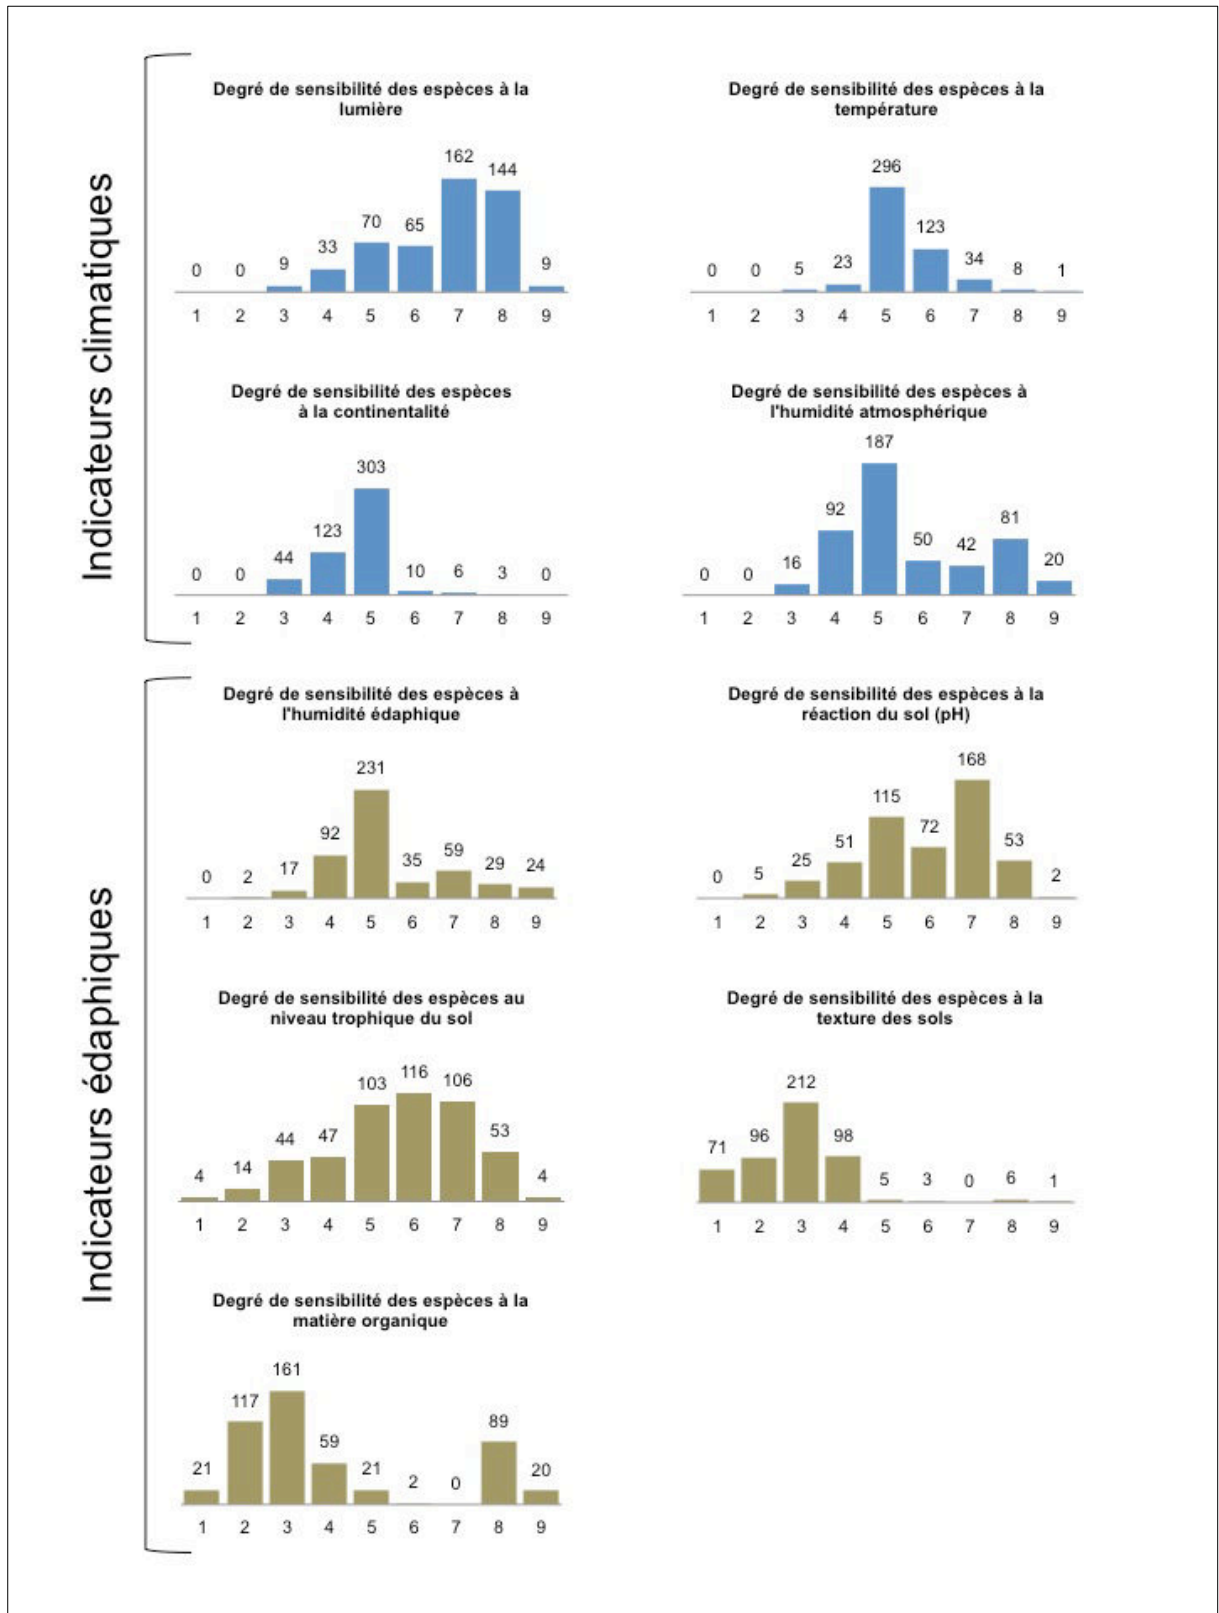 Indicateurs climatiques
Degré de sensibilité des espèces à la
lumière
0 0 9 33 70 65 162 144 9
1 2 3 4 5 6 7 8 9
Degré de sensibilité des espèces à la
température
0 0 5 23 296 123 34 8 1
1 2 3 4 5 6 7 8 9
Degré de sensibilité des espèces
à la continentalité
0 0 44 123 303 10 6 3 0
1 2 3 4 5 6 7 8 9
Degré de sensibilité des espèces à
l'humidité atmosphérique
0 0 16 92 187 50 42 81 20
1 2 3 4 5 6 7 8 9
Indicateurs édaphiques
Degré de sensibilité des espèces à
l'humidité édaphique
0 2 17 92 231 35 59 29 24
1 2 3 4 5 6 7 8 9
Degré de sensibilité des espèces à la
réaction du sol (pH)
0 5 25 51 115 72 168 53 2
1 2 3 4 5 6 7 8 9
Degré de sensibilité des espèces au
niveau trophique du sol
4 14 44 47 103 116 106 53 4
1 2 3 4 5 6 7 8 9
Degré de sensibilité des espèces à la
texture des sols
71 96 212 98 5 3 0 6 1
1 2 3 4 5 6 7 8 9
Degré de sensibilité des espèces à la
matière organique
21 117 161 59 21 2 0 89 20
1 2 3 4 5 6 7 8 9